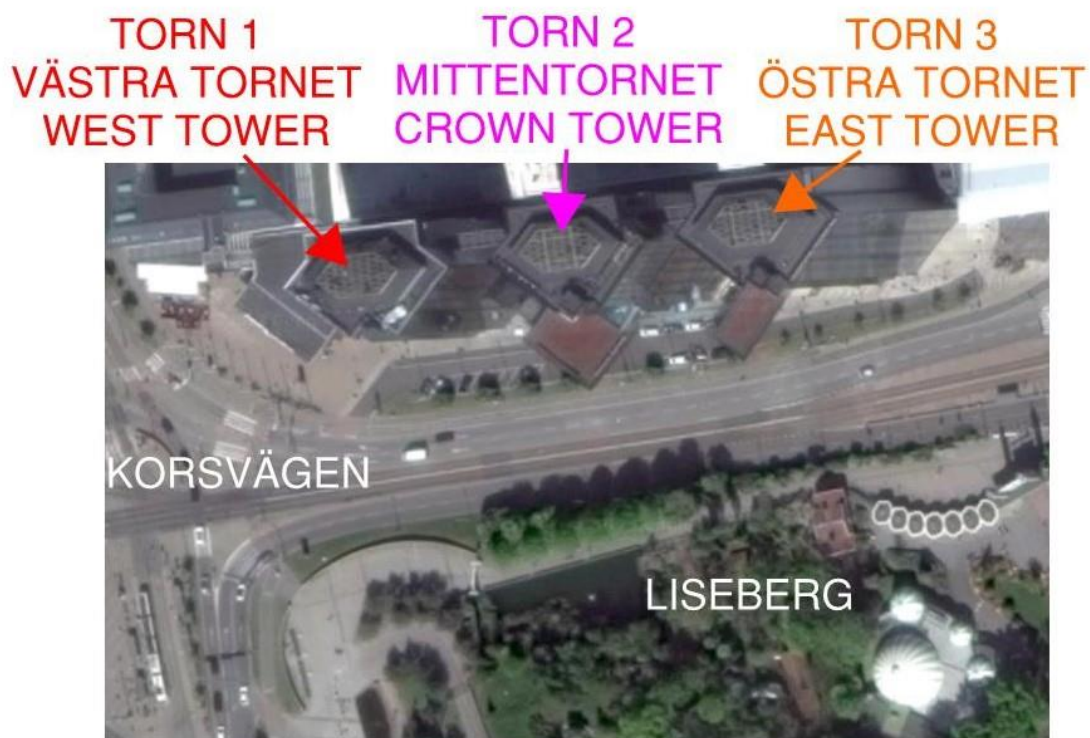 TORN 1
VÄSTRA TORNET
WEST TOWER
TORN 2
MITTENTORNET
CROWN TOWER
TORN 3
ÖSTRA TORNET
EAST TOWER
KORSVÄGEN
LISEBERG